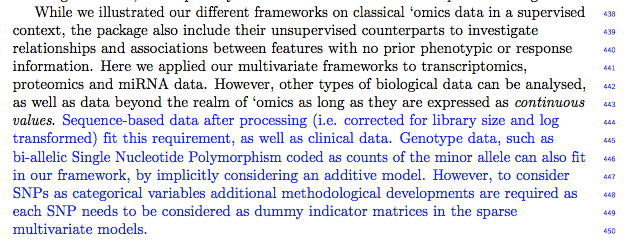 While we illustrated our different frameworks on classical ‘omics data in a supervised 438
context, the package also include their unsupervised counterparts to investigate 439
relationships and associations between features with no prior phenotypic or response 440
information. Here we applied our multivariate frameworks to transcriptomics, 441
proteomics and miRNA data. However, other types of biological data can be analysed, 442
as well as data beyond the realm of ‘omics as long as they are expressed as continuous 443
values. Sequence-based data after processing (i.e. corrected for library size and log 444
transformed) fit this requirement, as well as clinical data. Genotype data, such as 445
bi-allelic Single Nucleotide Polymorphism coded as counts of the minor allele can also fit 446
in our framework, by implicitly considering an additive model. However, to consider 447
SNPs as categorical variables additional methodological developments are required as 448
each SNP needs to be considered as dummy indicator matrices in the sparse 449
multivariate models. 450